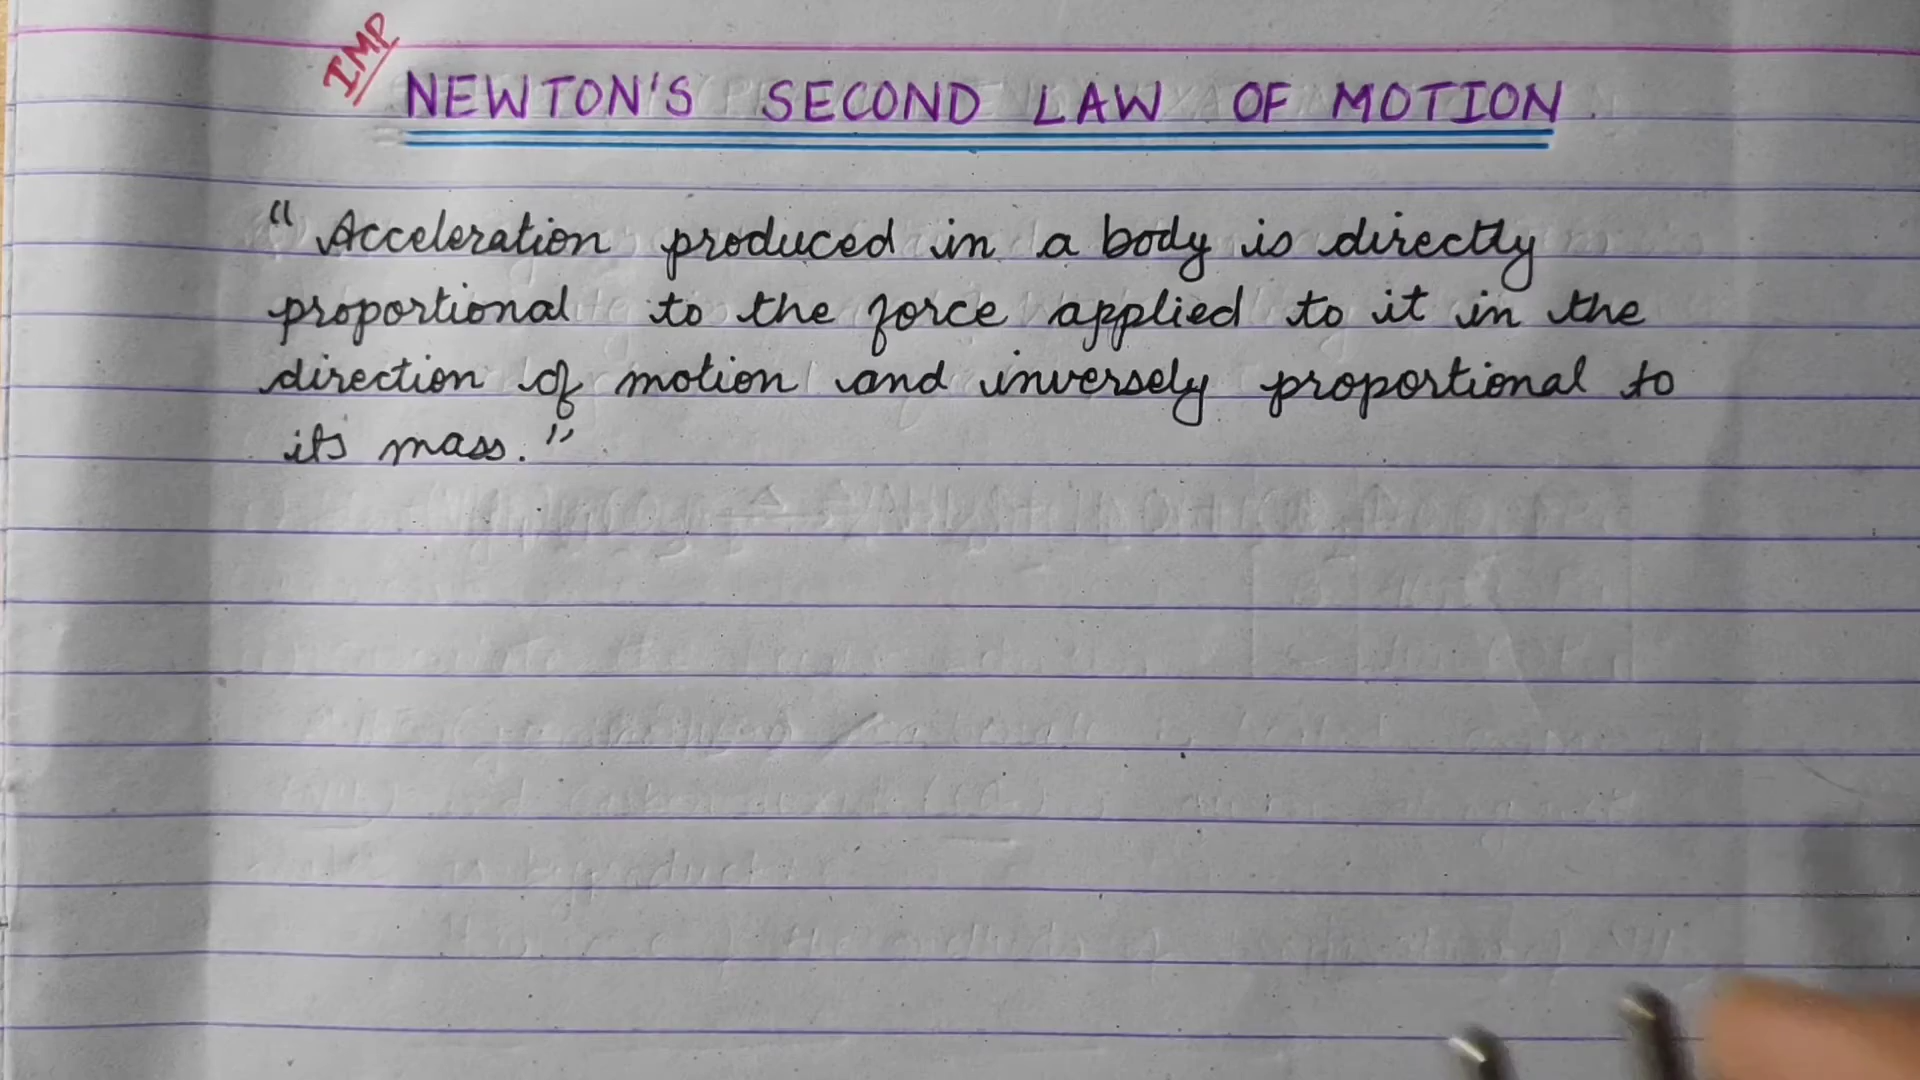 IMP
NEWTON'S SECOND LAW OF MOTION
“ Acceleration produced in a body is directly
proportional to the force applied to it in the
direction of motion and inversely proportional to
its mass. ”